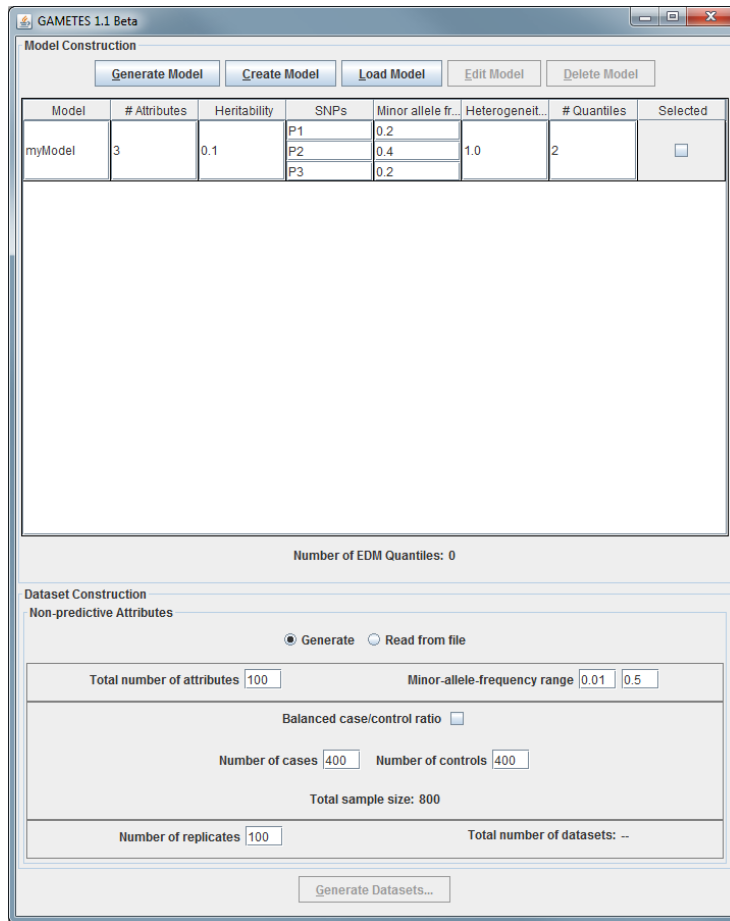 GAMETES 1.1 Beta
Model Construction
Generate Model Create Model Load Model Edit Model Delete Model
Model # Attributes Heritability SNPs Minor allele fr... Heterogeneit... # Quantiles Selected
P1 0.2
myModel 3 0.1 P2 0.4 1.0 2
P3 0.2
Number of EDM Quantiles: 0
Dataset Construction
Non-predictive Attributes
Generate Read from file
Total number of attributes 100 Minor-allele-frequency range 0.01 0.5
Balanced case/control ratio
Number of cases 400 Number of controls 400
Total sample size: 800
Number of replicates 100 Total number of datasets: --
Generate Datasets...